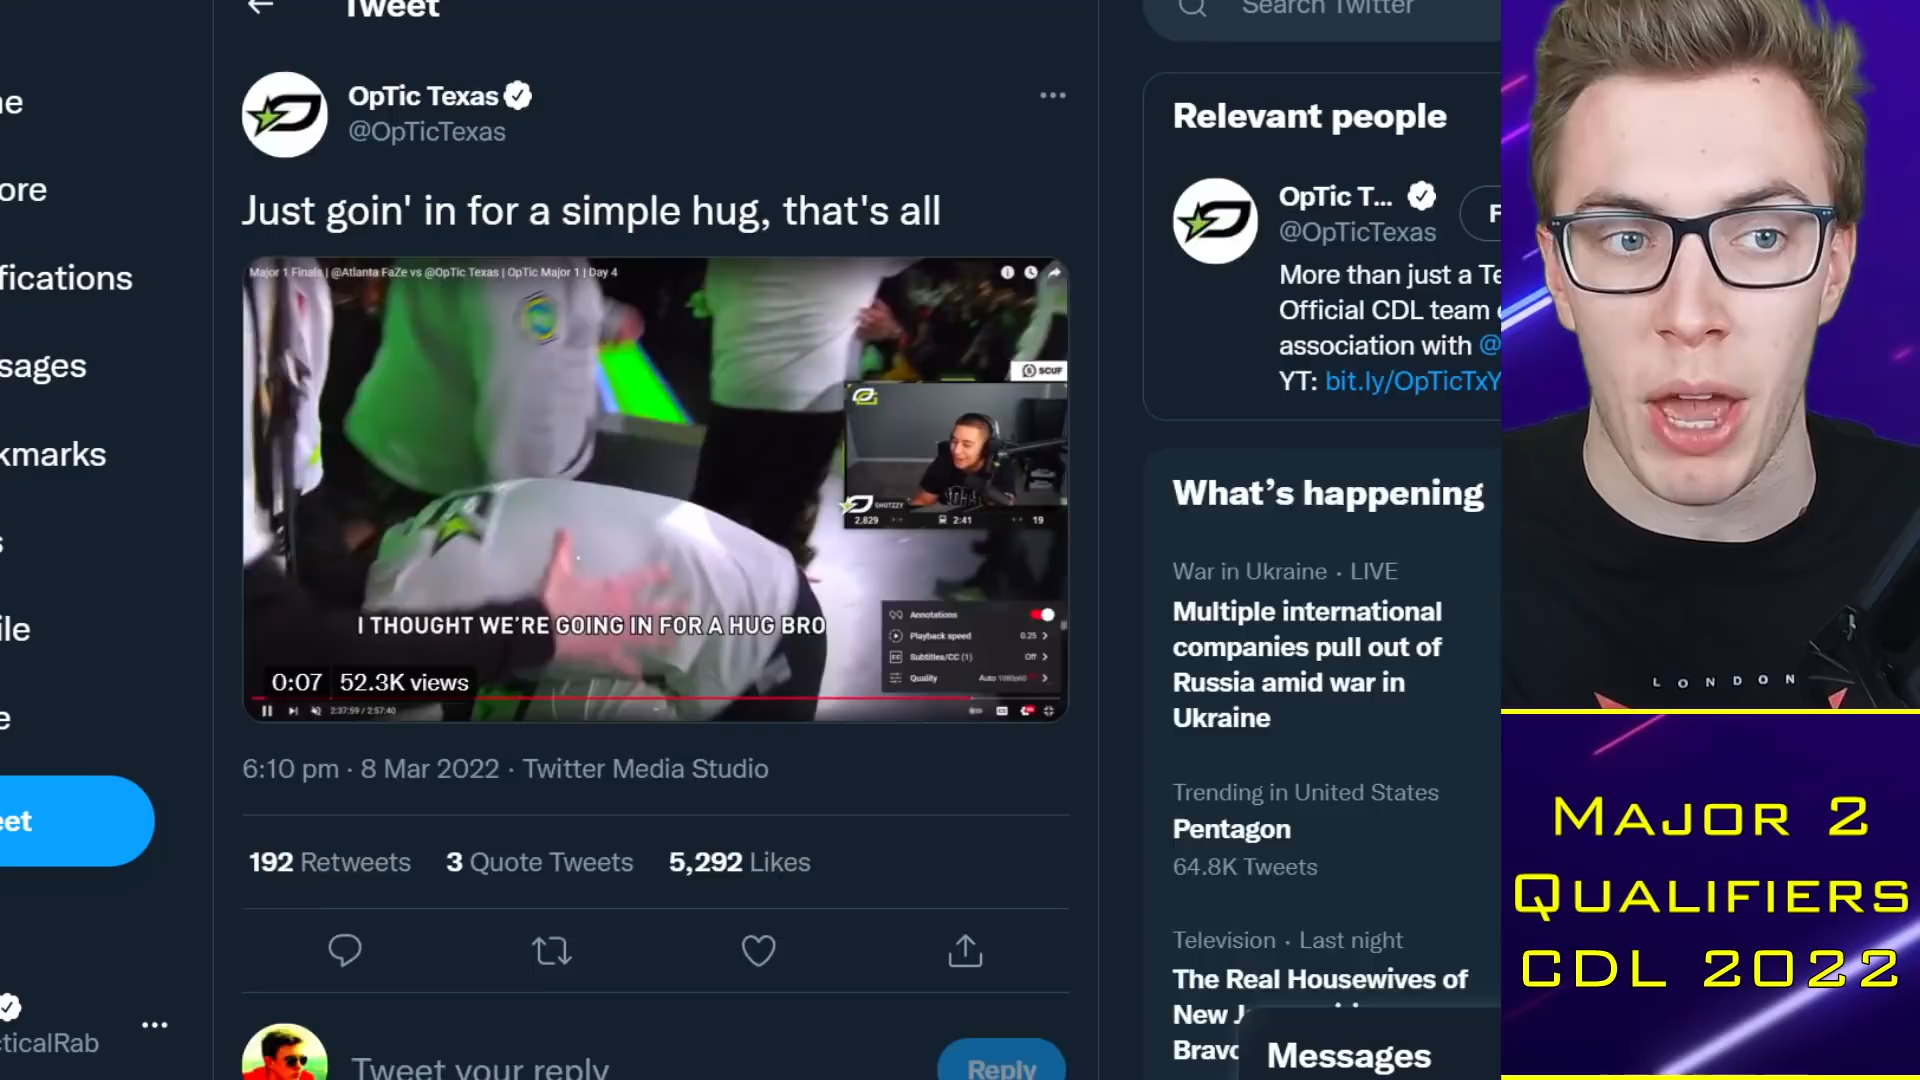 Tweet
OpTic Texas
@OpTicTexas
Just goin' in for a simple hug, that's all
Major 1 Finals | @Atlanta FaZe vs @OpTic Texas | OpTic Major 1 | Day 4
SCUF
SHOTZZY
2,829
2:41
19
I THOUGHT WE'RE GOING IN FOR A HUG BRO
Annotations
Playback speed 0.25
Subtitles/CC (1) Off
Quality Auto 1080p60
0:07 52.3K views
2:37:59 / 2:57:40
6:10 pm · 8 Mar 2022 · Twitter Media Studio
192 Retweets 3 Quote Tweets 5,292 Likes
Tweet your reply
Reply
ne
ore
fications
sages
kmarks
s
ile
e
eet
cticalRab
Search Twitter
Relevant people
OpTic T...
@OpTicTexas
F
More than just a Te
Official CDL team
association with @
YT: bit.ly/OpTicTxY
What's happening
War in Ukraine · LIVE
Multiple international
companies pull out of
Russia amid war in
Ukraine
Trending in United States
Pentagon
64.8K Tweets
Television · Last night
The Real Housewives of
New J
Bravo
Messages
LONDON
MAJOR 2
QUALIFIERS
CDL 2022